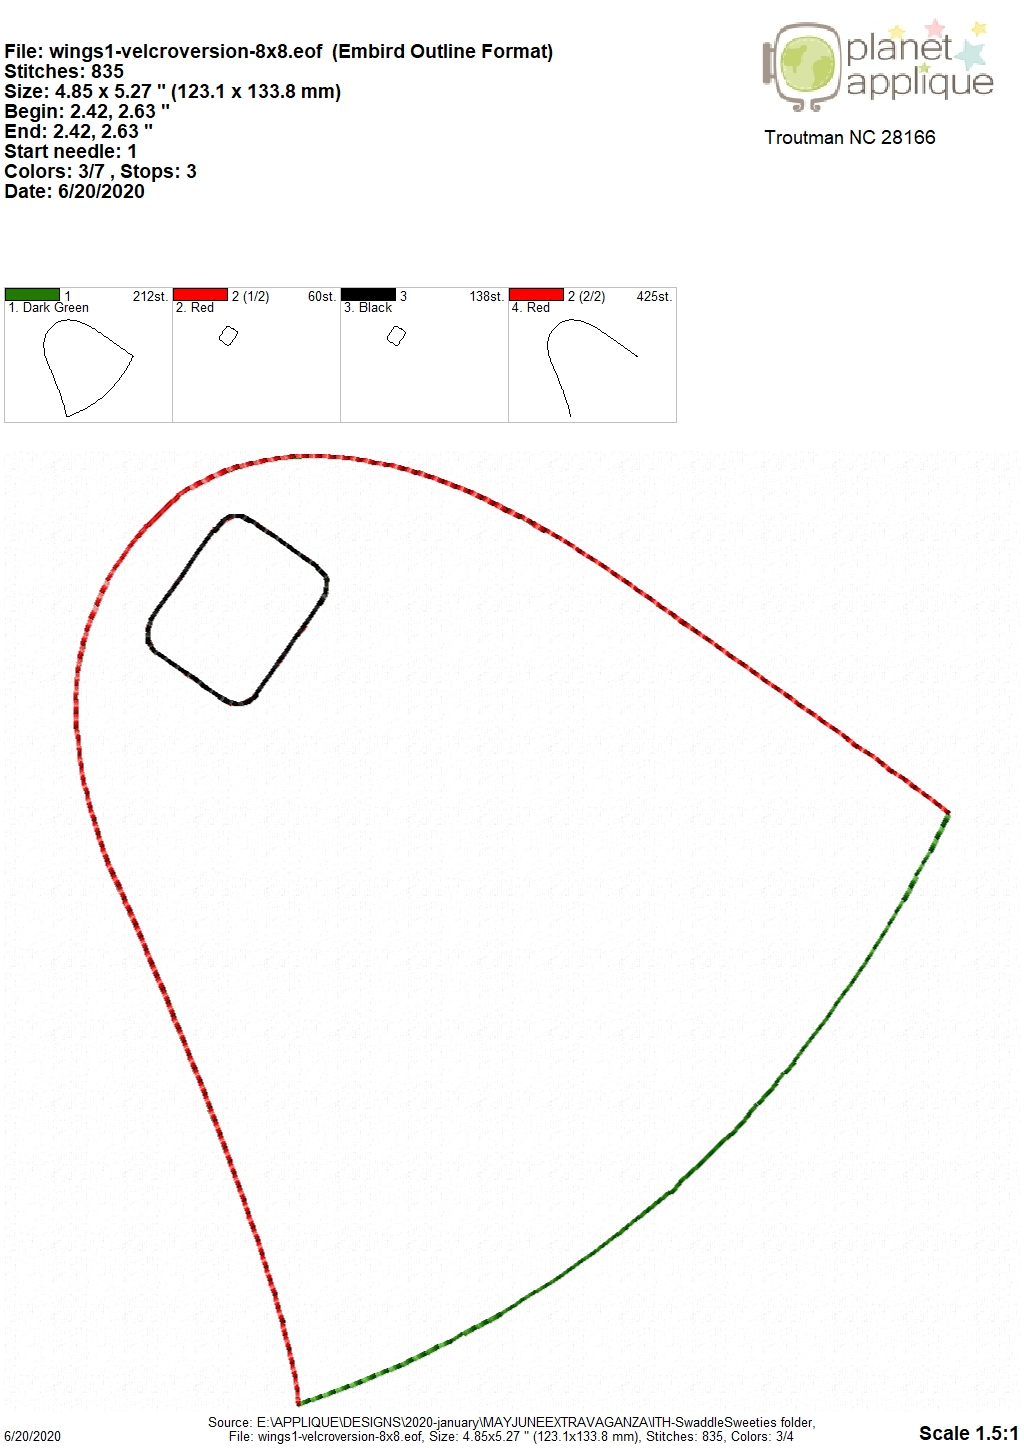 File: wings1-velcroversion-8x8.eof (Embird Outline Format)
Stitches: 835
Size: 4.85 x 5.27 " (123.1 x 133.8 mm)
Begin: 2.42, 2.63 "
End: 2.42, 2.63 "
Start needle: 1
Colors: 3/7 , Stops: 3
Date: 6/20/2020
planet
applique
Troutman NC 28166
1 212st.
1. Dark Green
2 (1/2) 60st.
2. Red
3 138st.
3. Black
2 (2/2) 425st.
4. Red
Source: E:\APPLIQUE\DESIGNS\2020-january\MAYJUNEEXTRAVAGANZA\ITH-SwaddleSweeties folder,
6/20/2020 File: wings1-velcroversion-8x8.eof, Size: 4.85x5.27 " (123.1x133.8 mm), Stitches: 835, Colors: 3/4 Scale 1.5:1